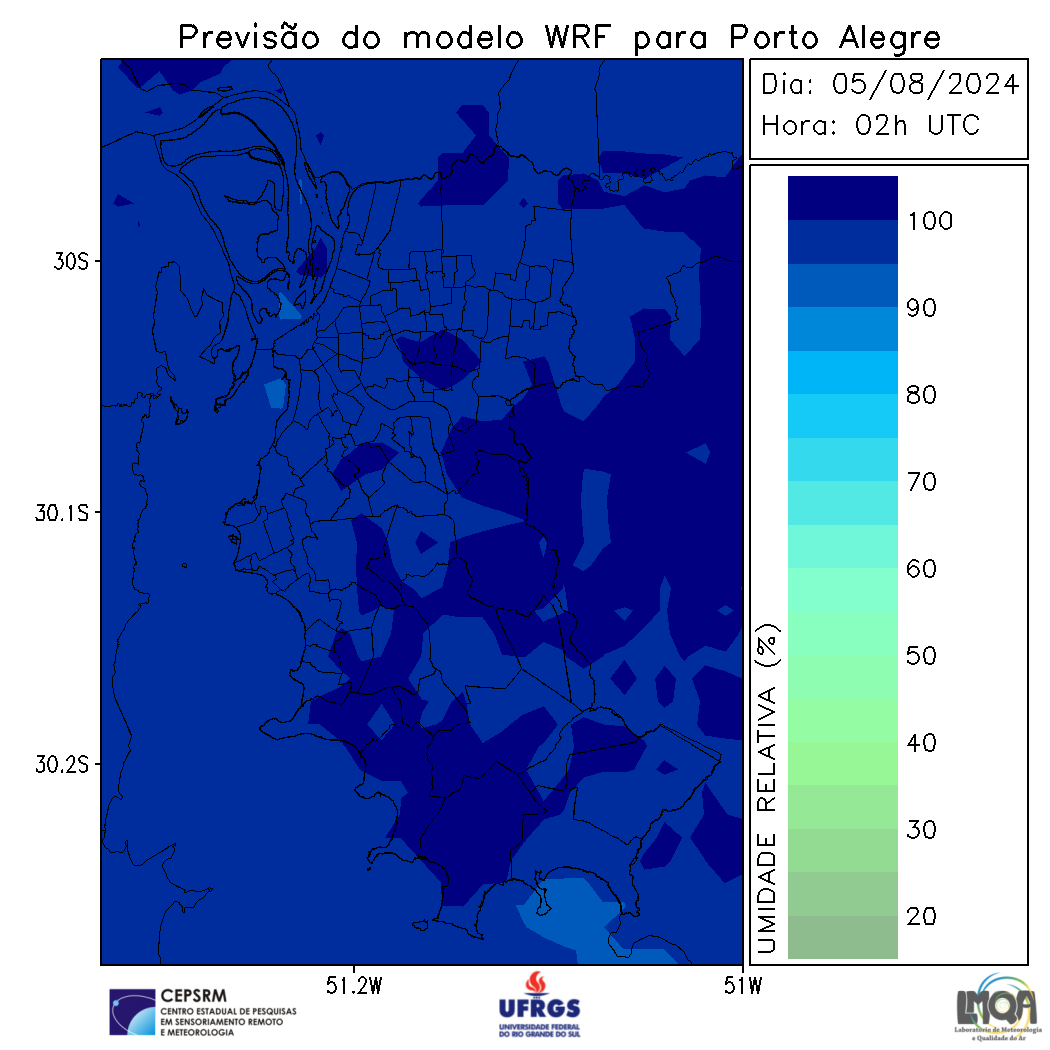 Previsão do modelo WRF para Porto Alegre
Dia: 05/08/2024
Hora: 02h UTC
30S
30.1S
30.2S
51.2W
51W
UMIDADE RELATIVA (%)
100
90
80
70
60
50
40
30
20
CEPSRM
CENTRO ESTADUAL DE PESQUISAS
EM SENSORIAMENTO REMOTO
E METEOROLOGIA
UFRGS
UNIVERSIDADE FEDERAL
DO RIO GRANDE DO SUL
LMQA
Laboratório de Meteorologia
e Qualidade do Ar